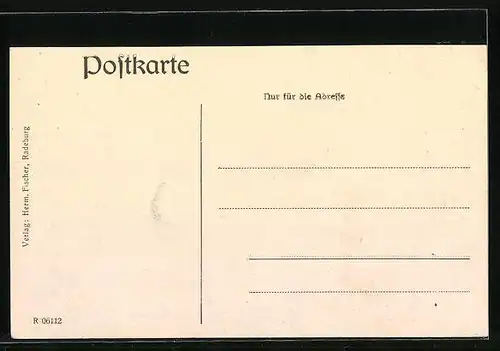 Poſtkarte
Nur für die Adreſſe
Verlag: Herm. Fischer, Radeburg
R 06112